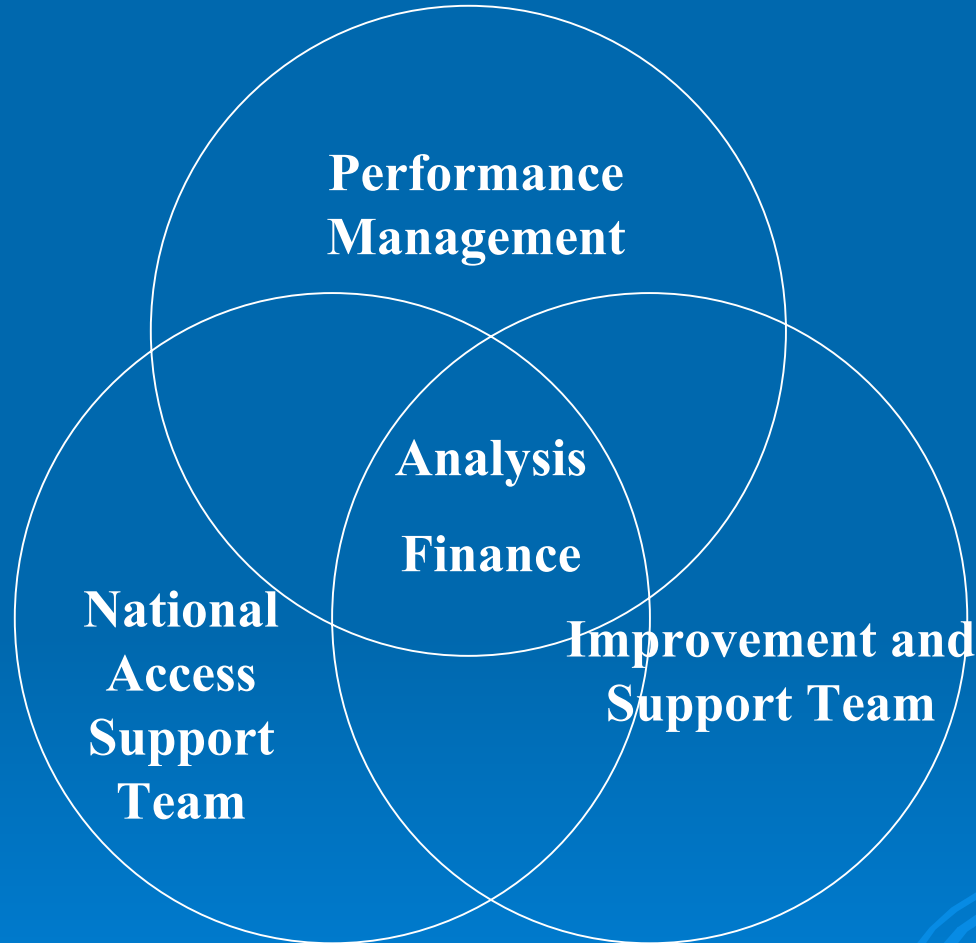 Performance
Management
Analysis
Finance
National
Access
Support
Team
Improvement and
Support Team